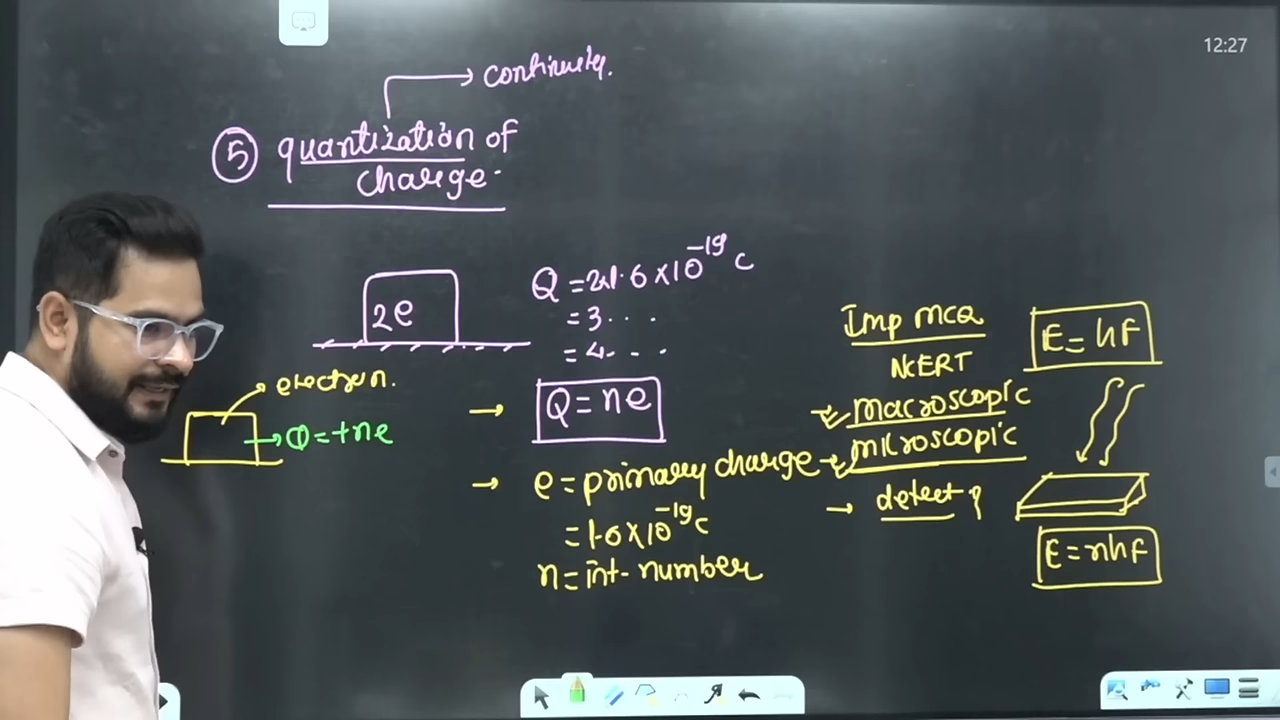 12:27
continuity.
⑤ quantization of
charge.
2e
Q = 2×1.6×10⁻¹⁹ C
= 3 . . .
= 4 . . .
Q = ne
electron.
Q = +ne
e = primary charge
= 1.6×10⁻¹⁹ C
n = int. number
Imp MCQ
NCERT
macroscopic
microscopic
detect
E = hf
E = nhf